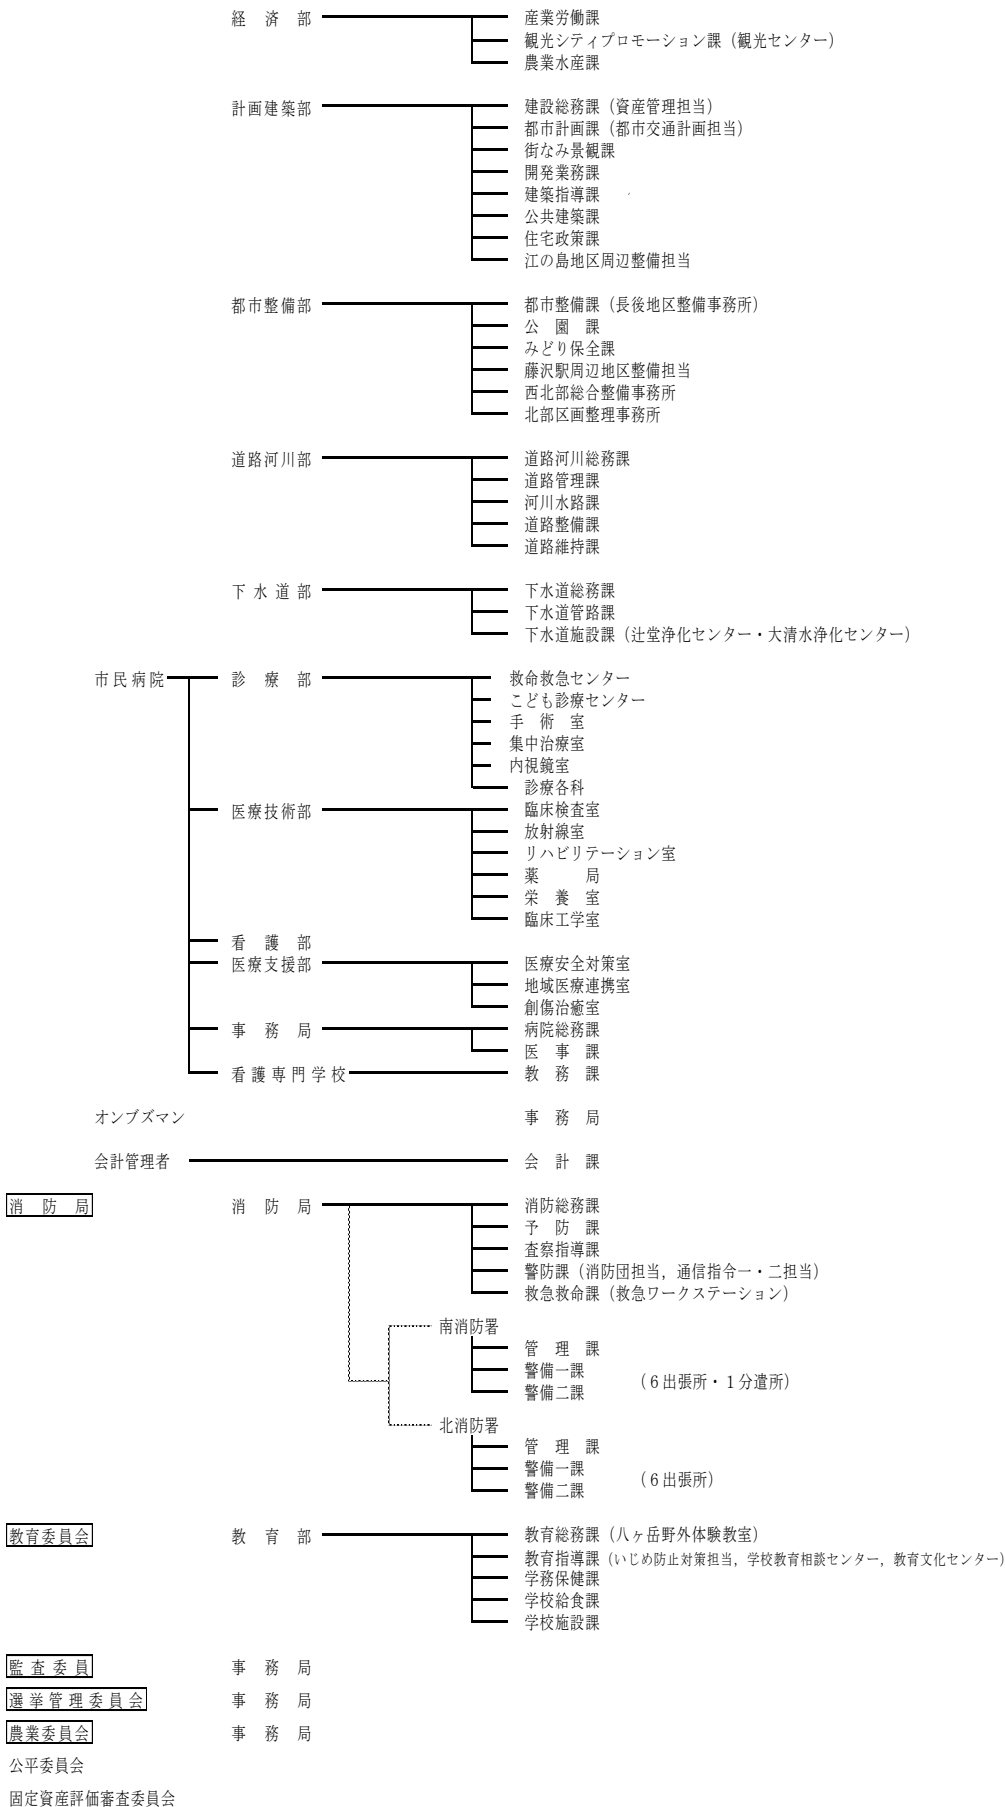 経済部 産業労働課
観光シティプロモーション課（観光センター）
農業水産課
計画建築部 建設総務課（資産管理担当）
都市計画課（都市交通計画担当）
街なみ景観課
開発業務課
建築指導課
公共建築課
住宅政策課
江の島地区周辺整備担当
都市整備部 都市整備課（長後地区整備事務所）
公園課
みどり保全課
藤沢駅周辺地区整備担当
西北部総合整備事務所
北部区画整理事務所
道路河川部 道路河川総務課
道路管理課
河川水路課
道路整備課
道路維持課
下水道部 下水道総務課
下水道管路課
下水道施設課（辻堂浄化センター・大清水浄化センター）
市民病院 診療部 救命救急センター
こども診療センター
手術室
集中治療室
内視鏡室
診療各科
医療技術部 臨床検査室
放射線室
リハビリテーション室
薬局
栄養室
臨床工学室
看護部
医療支援部 医療安全対策室
地域医療連携室
創傷治癒室
事務局 病院総務課
医事課
看護専門学校 教務課
オンブズマン 事務局
会計管理者 会計課
消防局 消防局 消防総務課
予防課
査察指導課
警防課（消防団担当，通信指令一・二担当）
救急救命課（救急ワークステーション）
南消防署
管理課
警備一課
（６出張所・１分遣所）
警備二課
北消防署
管理課
警備一課
（６出張所）
警備二課
教育委員会 教育部 教育総務課（八ヶ岳野外体験教室）
教育指導課（いじめ防止対策担当，学校教育相談センター，教育文化センター）
学務保健課
学校給食課
学校施設課
監査委員 事務局
選挙管理委員会 事務局
農業委員会 事務局
公平委員会
固定資産評価審査委員会